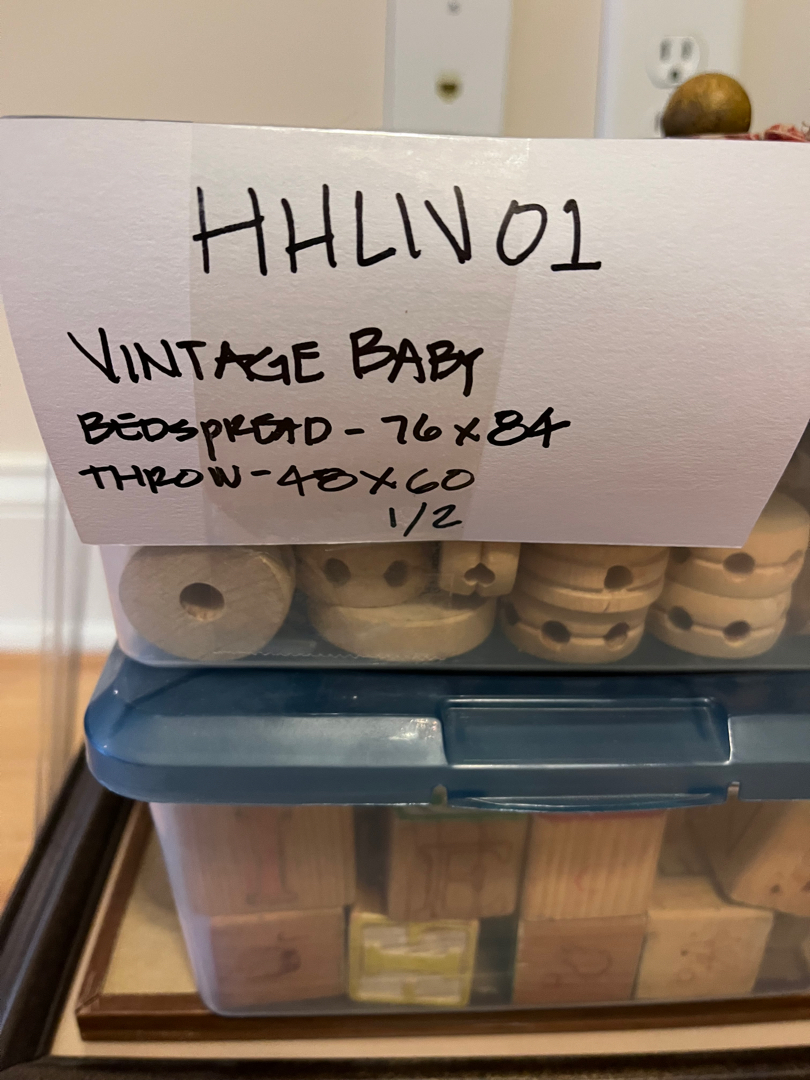 HHLIV01
VINTAGE BABY
BEDSPREAD - 76 x 84
THROW - 48 X 60
1/2